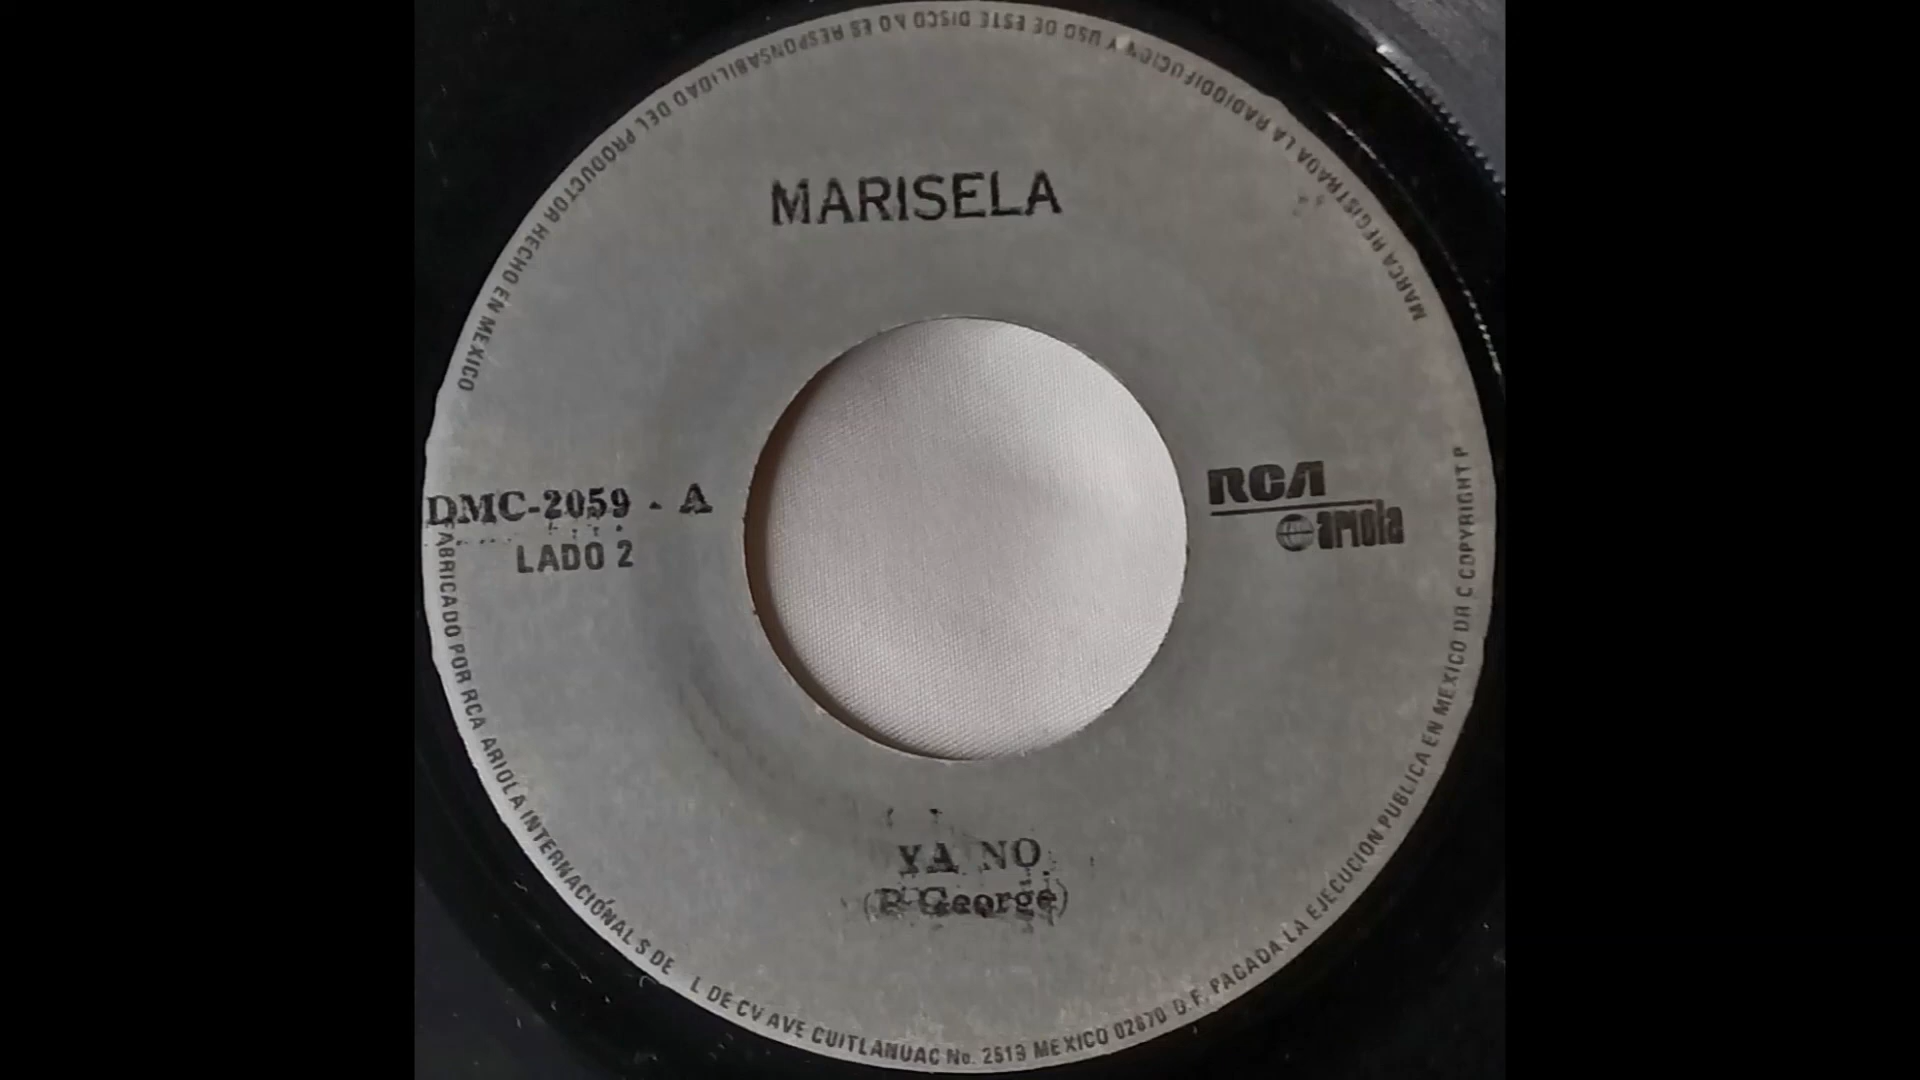 MARISELA
DMC-2059 - A
LADO 2
RCA
ariola
YA NO
(P George)
FABRICADO POR RCA ARIOLA INTERNACIONAL S DE L DE CV AVE CUITLAHUAC No. 2519 MEXICO 02870 D.F. PAGADA LA EJECUCION PUBLICA EN MEXICO DR C COPYRIGHT P
MARCA REGISTRADA LA RADIODIFUCION Y USO DE ESTE DISCO NO ES RESPONSABILIDAD DEL PRODUCTOR HECHO EN MEXICO